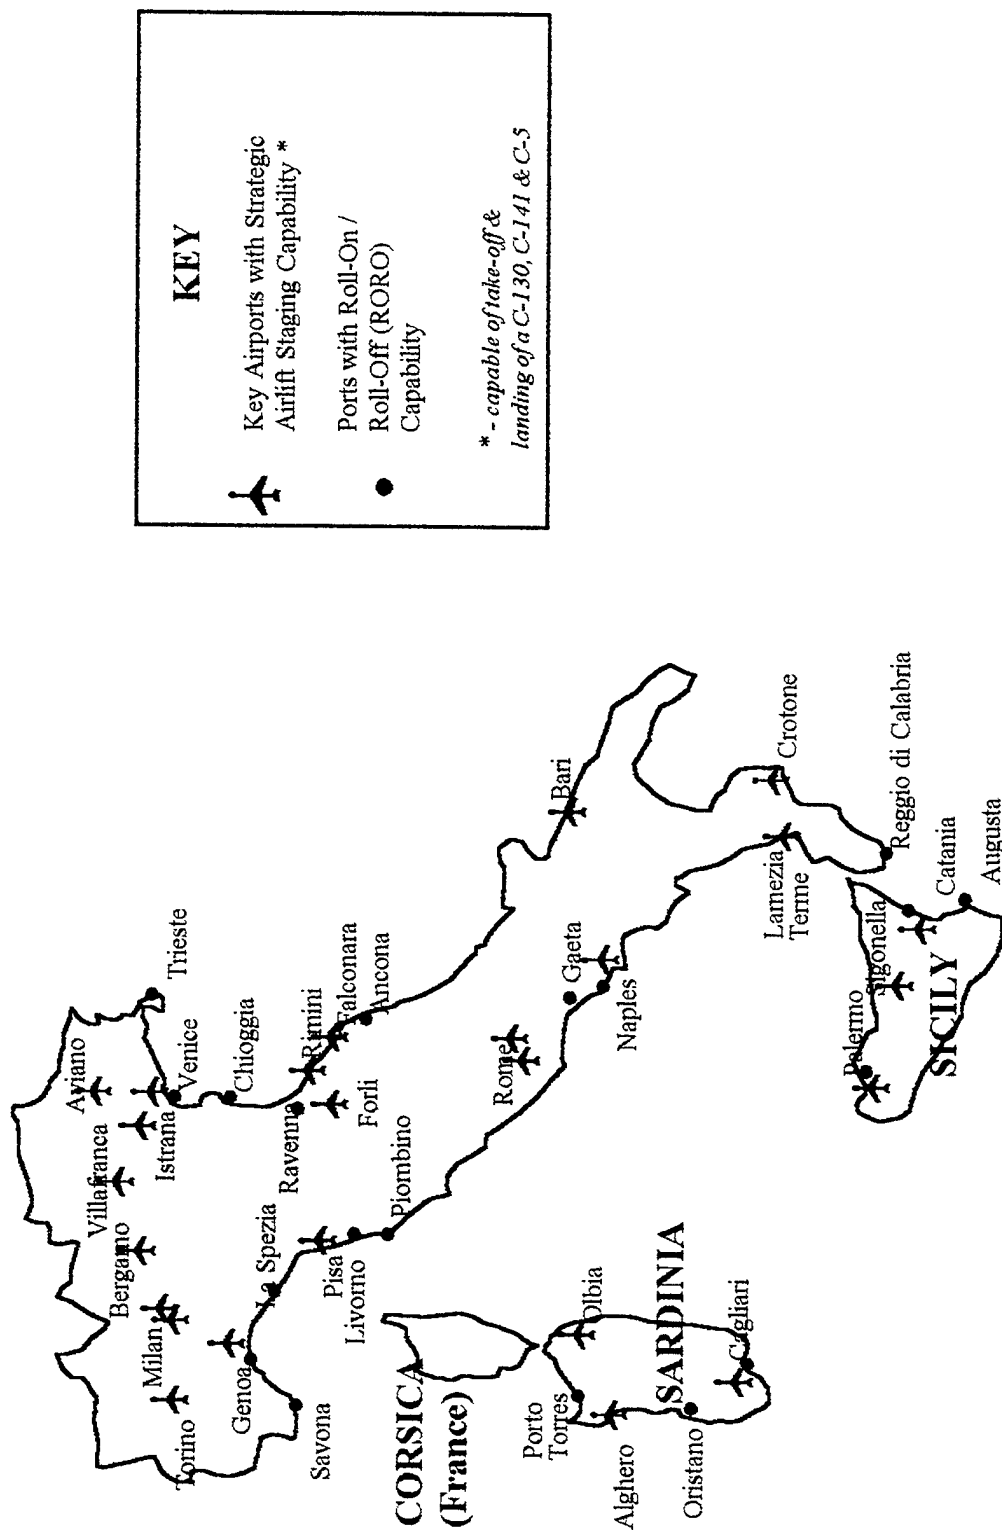 KEY
Key Airports with Strategic
Airlift Staging Capability *
Ports with Roll-On /
Roll-Off (RORO)
Capability
* - capable of take-off &
landing of a C-130, C-141 & C-5
Aviano
Trieste
Villafranca
Venice
Bergamo
Istrana
Milan
Chioggia
Torino
Genoa
La Spezia
Ravenna
Rimini
Savona
Forli
Falconara
Pisa
Ancona
Livorno
Piombino
CORSICA
(France)
Rome
Gaeta
Bari
Naples
Porto
Torres
Olbia
Alghero
SARDINIA
Oristano
Cagliari
Lamezia
Terme
Crotone
Palermo
Sigonella
Reggio di Calabria
SICILY
Catania
Augusta